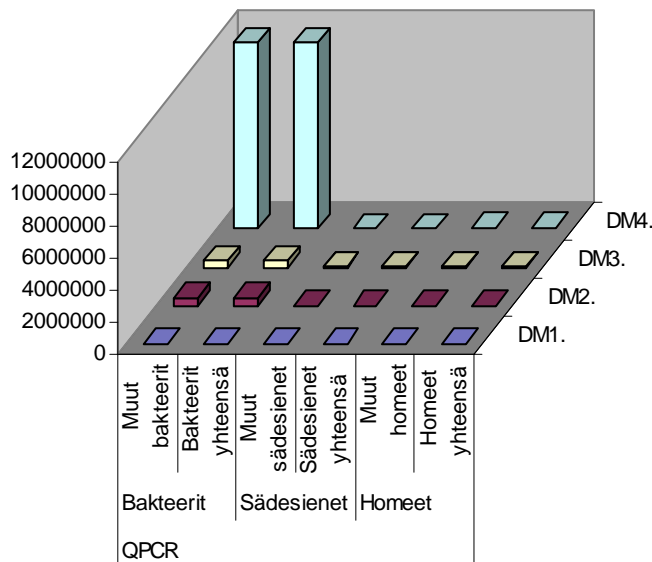 12000000
10000000
8000000
6000000
4000000
2000000
0
DM4.
DM3.
DM2.
DM1.
Muut
bakteerit
Bakteerit
yhteensä
Muut
sädesienet
Sädesienet
yhteensä
Muut
homeet
Homeet
yhteensä
Bakteerit
Sädesienet
Homeet
QPCR